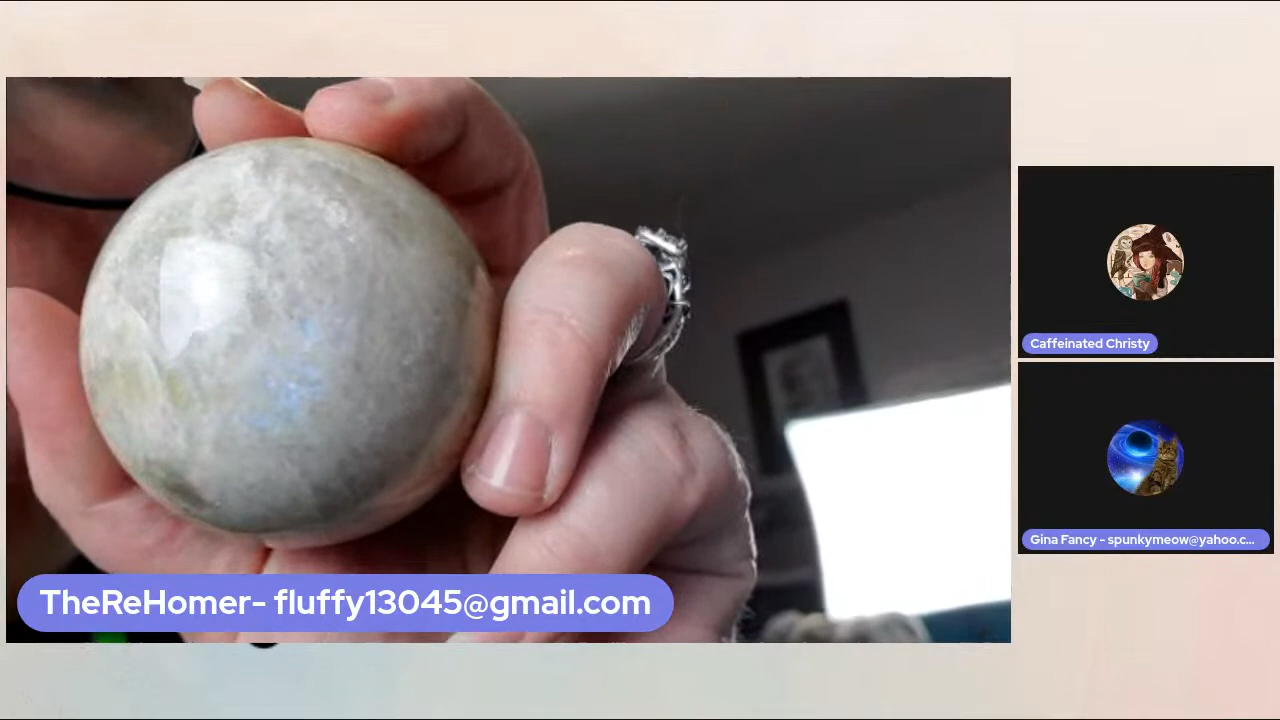 Caffeinated Christy
Gina Fancy - spunkymeow@yahoo.c...
TheReHomer- fluffy13045@gmail.com